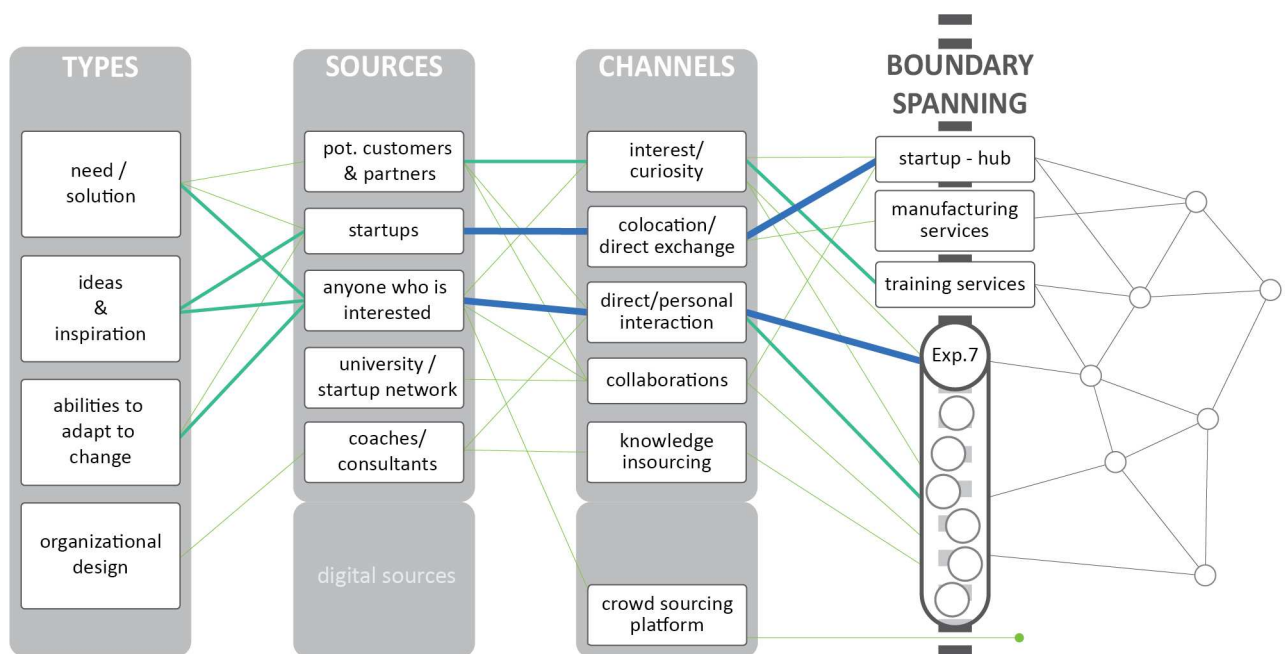 TYPES
need /
solution
ideas
&
inspiration
abilities to
adapt to
change
organizational
design
SOURCES
pot. customers
& partners
startups
anyone who is
interested
university /
startup network
coaches/
consultants
digital sources
CHANNELS
interest/
curiosity
colocation/
direct exchange
direct/personal
interaction
collaborations
knowledge
insourcing
crowd sourcing
platform
BOUNDARY
SPANNING
startup - hub
manufacturing
services
training services
Exp.7